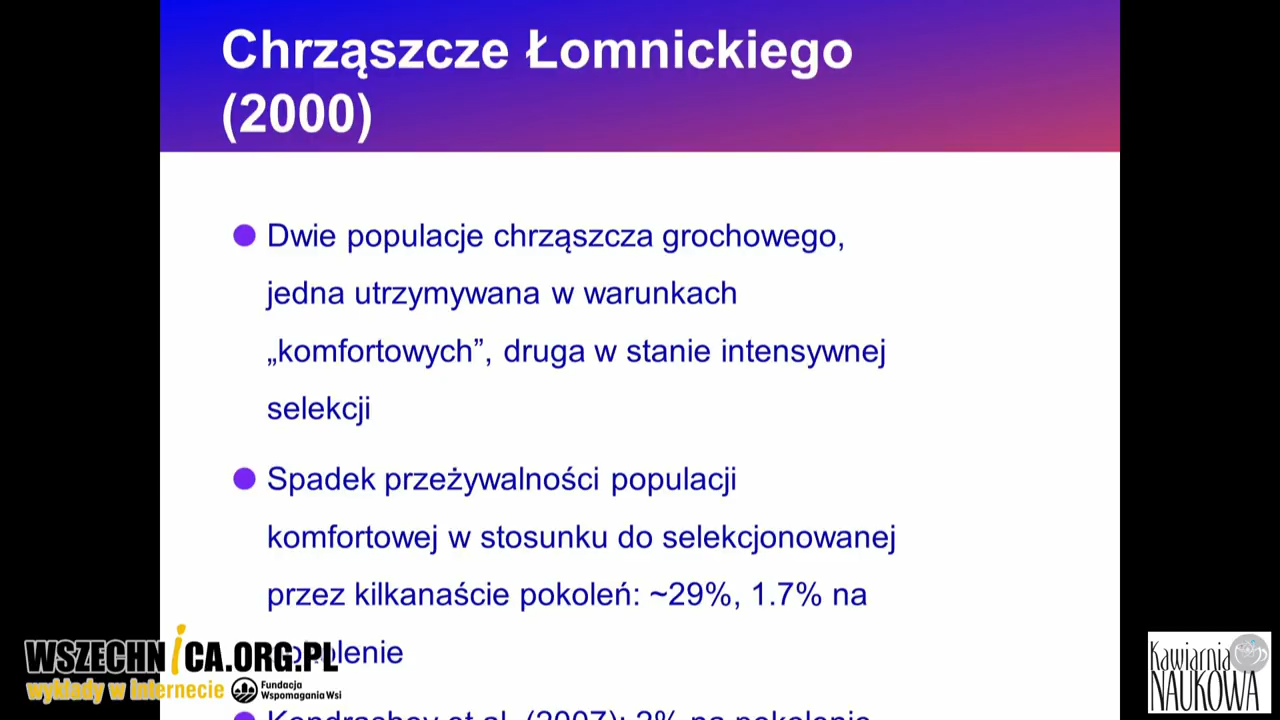 Chrząszcze Łomnickiego
(2000)
Dwie populacje chrząszcza grochowego,
jedna utrzymywana w warunkach
„komfortowych”, druga w stanie intensywnej
selekcji
Spadek przeżywalności populacji
komfortowej w stosunku do selekcjonowanej
przez kilkanaście pokoleń: ~29%, 1.7% na
WSZECHNiCA.ORG.PL
wykłady w Internecie
Fundacja
Wspomagania Wsi
Kawiarnia
NAUKOWA